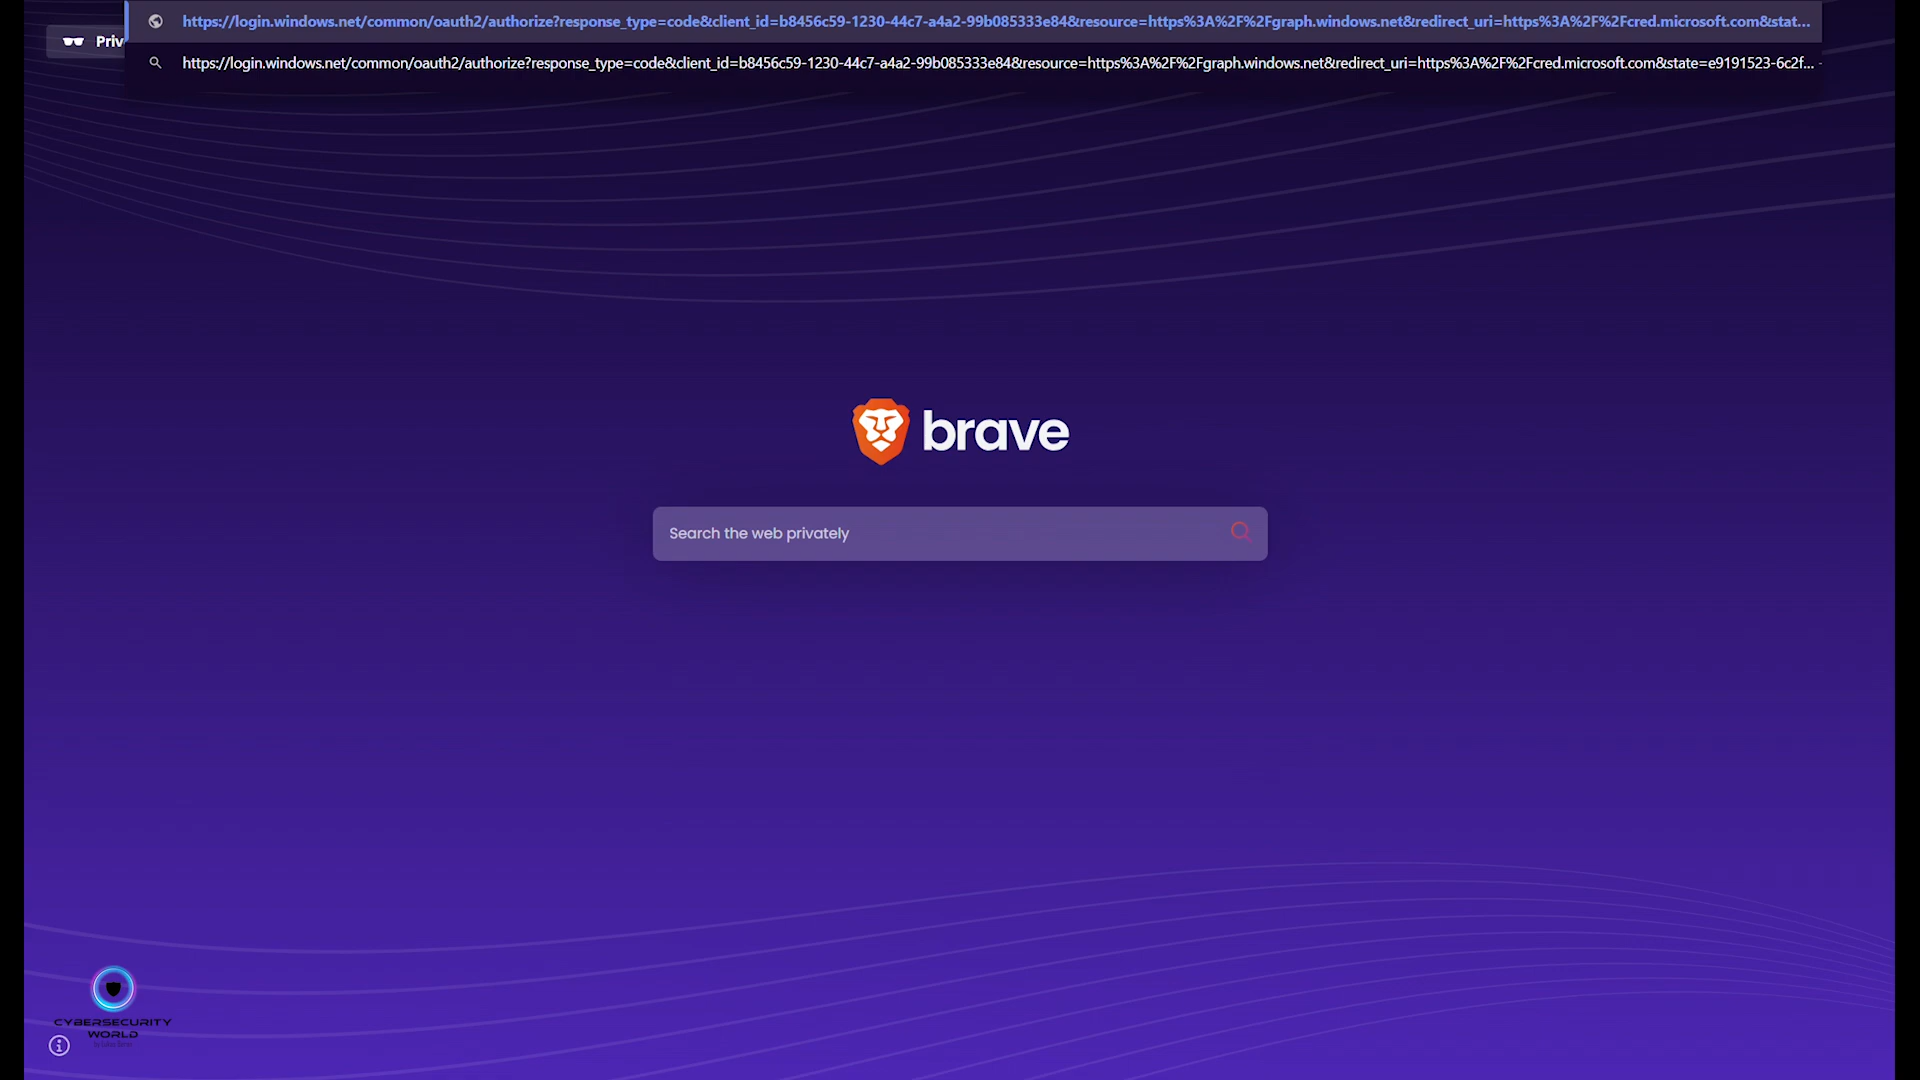 https://login.windows.net/common/oauth2/authorize?response_type=code&client_id=b8456c59-1230-44c7-a4a2-99b085333e84&resource=https%3A%2F%2Fgraph.windows.net&redirect_uri=https%3A%2F%2Fcred.microsoft.com&stat...
Priv
https://login.windows.net/common/oauth2/authorize?response_type=code&client_id=b8456c59-1230-44c7-a4a2-99b085333e84&resource=https%3A%2F%2Fgraph.windows.net&redirect_uri=https%3A%2F%2Fcred.microsoft.com&state=e9191523-6c2f... -
brave
Search the web privately
CYBERSECURITY
WORLD